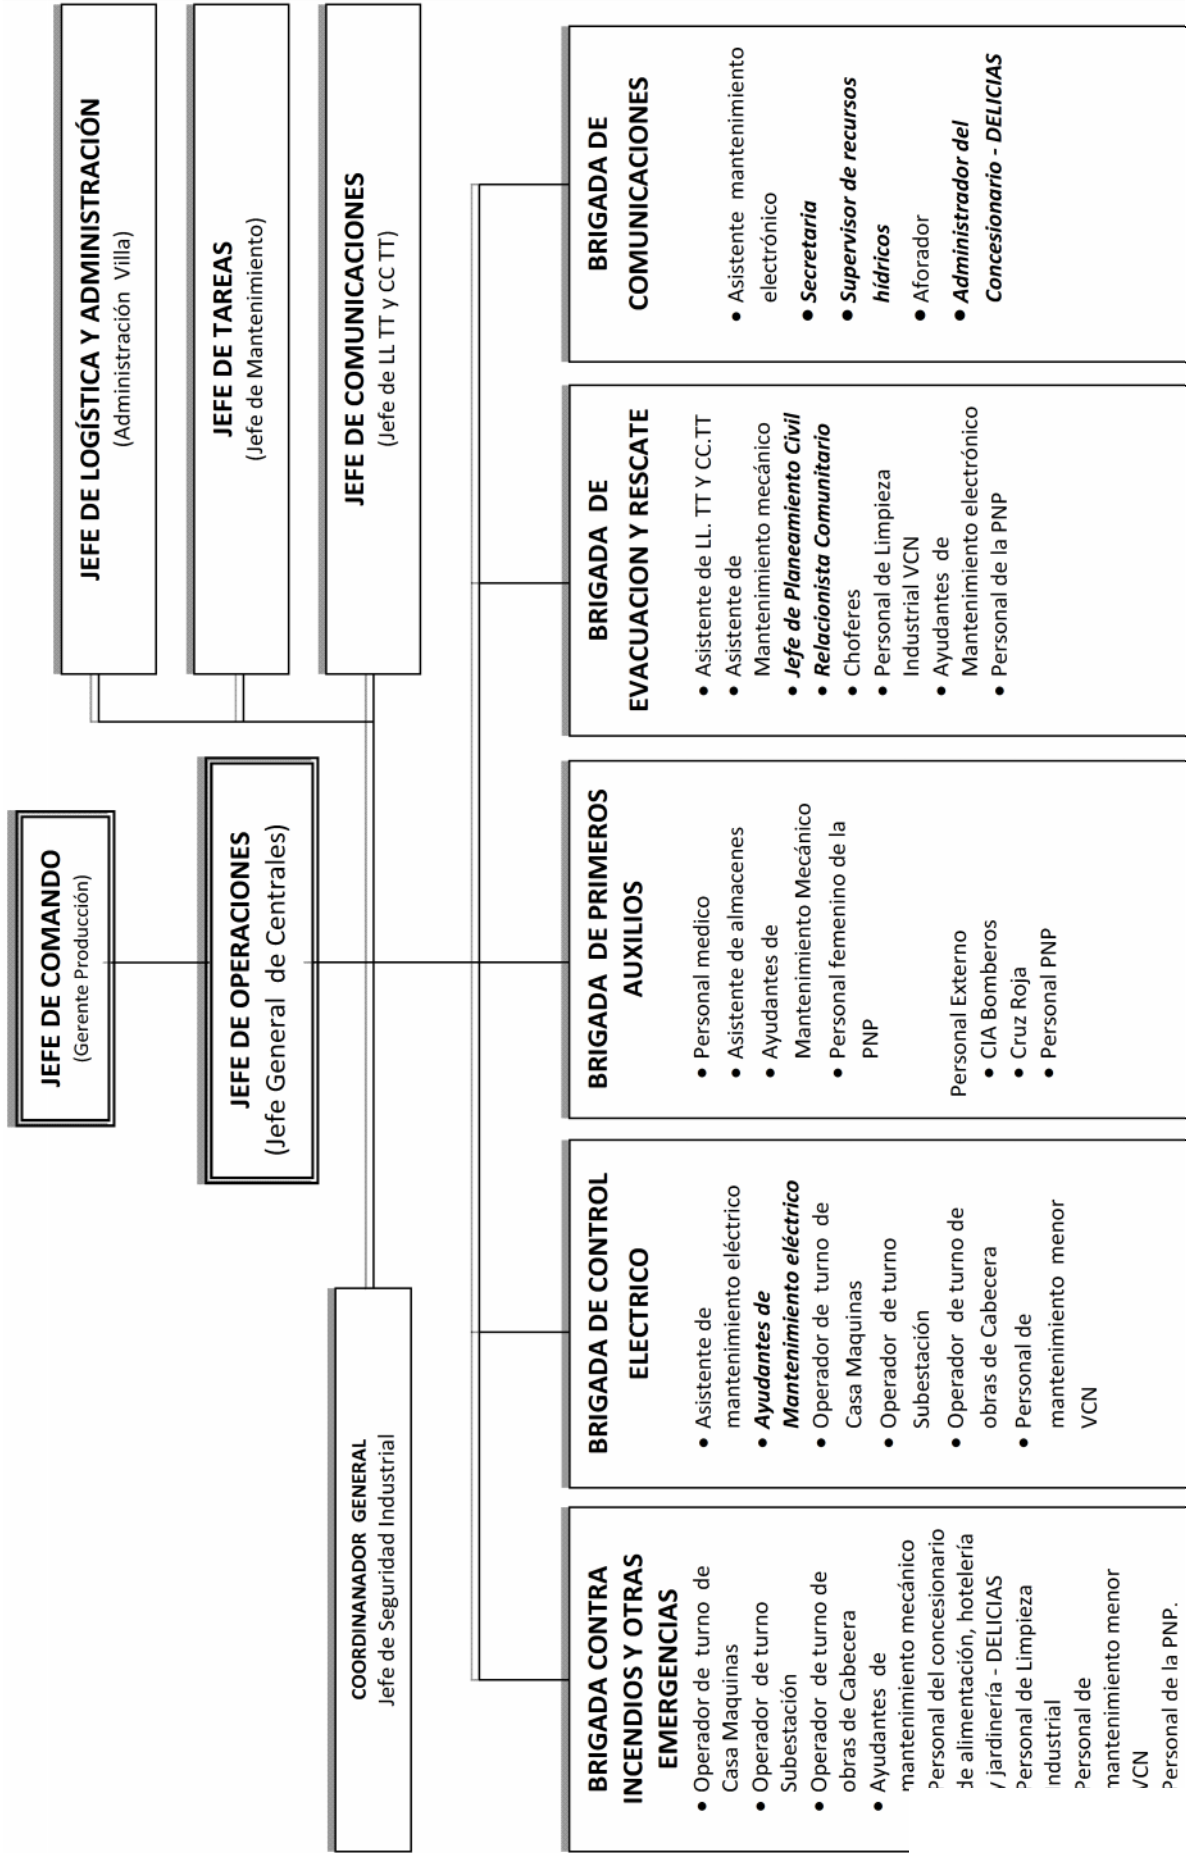 JEFE DE COMANDO
(Gerente Producción)
JEFE DE OPERACIONES
(Jefe General de Centrales)
JEFE DE LOGÍSTICA Y ADMINISTRACIÓN
(Administración Villa)
JEFE DE TAREAS
(Jefe de Mantenimiento)
JEFE DE COMUNICACIONES
(Jefe de LL TT y CC TT)
COORDINANADOR GENERAL
Jefe de Seguridad Industrial
BRIGADA CONTRA
INCENDIOS Y OTRAS
EMERGENCIAS
• Operador de turno de
Casa Maquinas
• Operador de turno
Subestación
• Operador de turno de
obras de Cabecera
• Ayudantes de
mantenimiento mecánico
Personal del concesionario
de alimentación, hotelería
y jardinería - DELICIAS
Personal de Limpieza
Industrial
Personal de
mantenimiento menor
VCN
Personal de la PNP.
BRIGADA DE CONTROL
ELECTRICO
• Asistente de
mantenimiento eléctrico
• Ayudantes de
Mantenimiento eléctrico
• Operador de turno de
Casa Maquinas
• Operador de turno
Subestación
• Operador de turno de
obras de Cabecera
• Personal de
mantenimiento menor
VCN
BRIGADA DE PRIMEROS
AUXILIOS
• Personal medico
• Asistente de almacenes
• Ayudantes de
Mantenimiento Mecánico
• Personal femenino de la
PNP
Personal Externo
• CIA Bomberos
• Cruz Roja
• Personal PNP
BRIGADA DE
EVACUACION Y RESCATE
• Asistente de LL. TT Y CC.TT
• Asistente de
Mantenimiento mecánico
• Jefe de Planeamiento Civil
• Relacionista Comunitario
• Choferes
• Personal de Limpieza
Industrial VCN
• Ayudantes de
Mantenimiento electrónico
• Personal de la PNP
BRIGADA DE
COMUNICACIONES
• Asistente mantenimiento
electrónico
• Secretaria
• Supervisor de recursos
hídricos
• Aforador
• Administrador del
Concesionario - DELICIAS